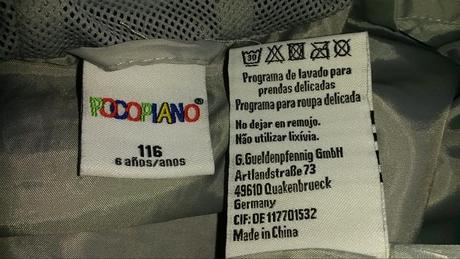 POCOPIANO®
116
6 años/anos
30
Programa de lavado para
prendas delicadas
Programa para roupa delicada
No dejar en remojo.
Não utilizar lixívia.
G.Gueldenpfennig GmbH
Artlandstraße 73
49610 Quakenbrueck
Germany
CIF: DE 117701532
Made in China